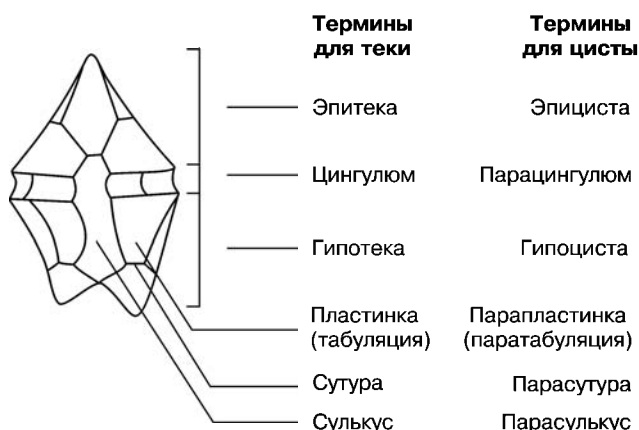 Термины для теки
Термины для цисты
Эпитека Эпициста
Цингулюм Парацингулюм
Гипотека Гипоциста
Пластинка (табуляция)
Парапластинка (паратабуляция)
Сутура Парасутура
Сулькус Парасулькус